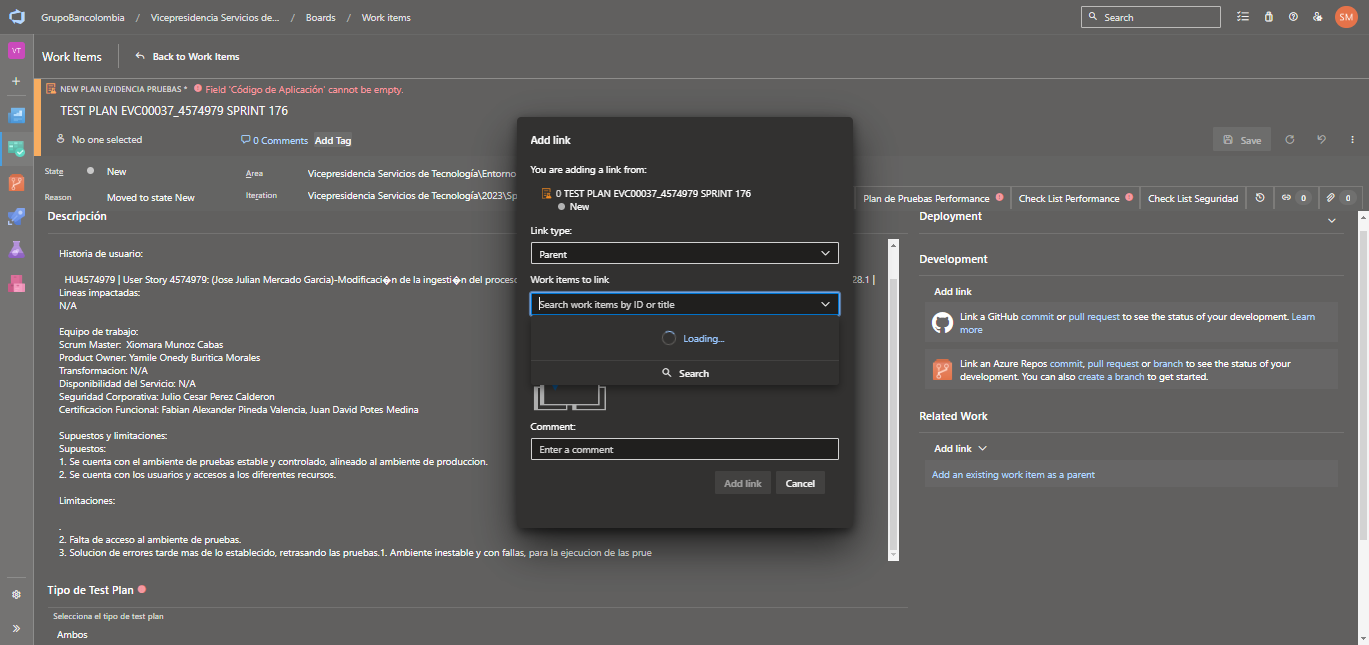 GrupoBancolombia / Vicepresidencia Servicios de... / Boards / Work items
Search
SM
VT
Work Items
Back to Work Items
NEW PLAN EVIDENCIA PRUEBAS * Field 'Código de Aplicación' cannot be empty.
TEST PLAN EVC00037_4574979 SPRINT 176
No one selected
0 Comments
Add Tag
Save
State
New
Area
Vicepresidencia Servicios de Tecnología\Entorno
Reason
Moved to state New
Iteration
Vicepresidencia Servicios de Tecnología\2023\Sp
Plan de Pruebas Performance
Check List Performance
Check List Seguridad
0
0
Descripción
Historia de usuario:
HU4574979 | User Story 4574979: (Jose Julian Mercado Garcia)-Modificaci�n de la ingesti�n del proceso
28.1 |
Lineas impactadas:
N/A
Equipo de trabajo:
Scrum Master: Xiomara Munoz Cabas
Product Owner: Yamile Onedy Buritica Morales
Transformacion: N/A
Disponibilidad del Servicio: N/A
Seguridad Corporativa: Julio Cesar Perez Calderon
Certificacion Funcional: Fabian Alexander Pineda Valencia, Juan David Potes Medina
Supuestos y limitaciones:
Supuestos:
1. Se cuenta con el ambiente de pruebas estable y controlado, alineado al ambiente de produccion.
2. Se cuenta con los usuarios y accesos a los diferentes recursos.
Limitaciones:
.
2. Falta de acceso al ambiente de pruebas.
3. Solucion de errores tarde mas de lo establecido, retrasando las pruebas.1. Ambiente inestable y con fallas, para la ejecucion de las prue
Tipo de Test Plan
Selecciona el tipo de test plan
Ambos
Add link
You are adding a link from:
0 TEST PLAN EVC00037_4574979 SPRINT 176
New
Link type:
Parent
Work items to link
Search work items by ID or title
Loading...
Search
Comment:
Enter a comment
Add link
Cancel
Deployment
Development
Add link
Link a GitHub commit or pull request to see the status of your development. Learn
more
Link an Azure Repos commit, pull request or branch to see the status of your
development. You can also create a branch to get started.
Related Work
Add link
Add an existing work item as a parent